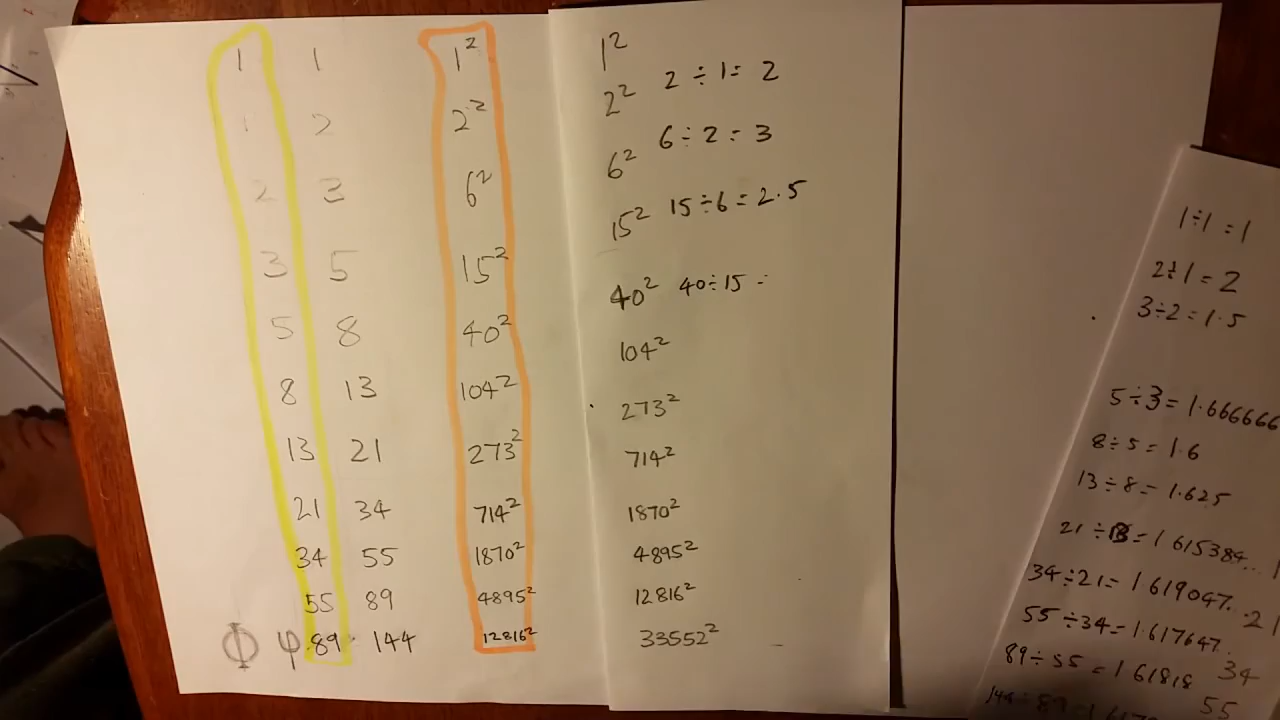 1 1 1²
1 2 2²
2 3 6²
3 5 15²
5 8 40²
8 13 104²
13 21 273²
21 34 714²
34 55 1870²
55 89 4895²
Φ φ 89 144 12816²
1²
2² 2 ÷ 1 = 2
6² 6 ÷ 2 = 3
15² 15 ÷ 6 = 2.5
40² 40 ÷ 15 =
104²
273²
714²
1870²
4895²
12816²
33552²
1÷1 = 1
2÷1 = 2
3÷2 = 1.5
5 ÷ 3 = 1.666666
8 ÷ 5 = 1.6
13 ÷ 8 = 1.625
21 ÷ 13 = 1 615384...
34 ÷ 21 = 1 619047. 21
55 ÷ 34 = 1.617647.. 34
89 ÷ 55 = 1 61818 55